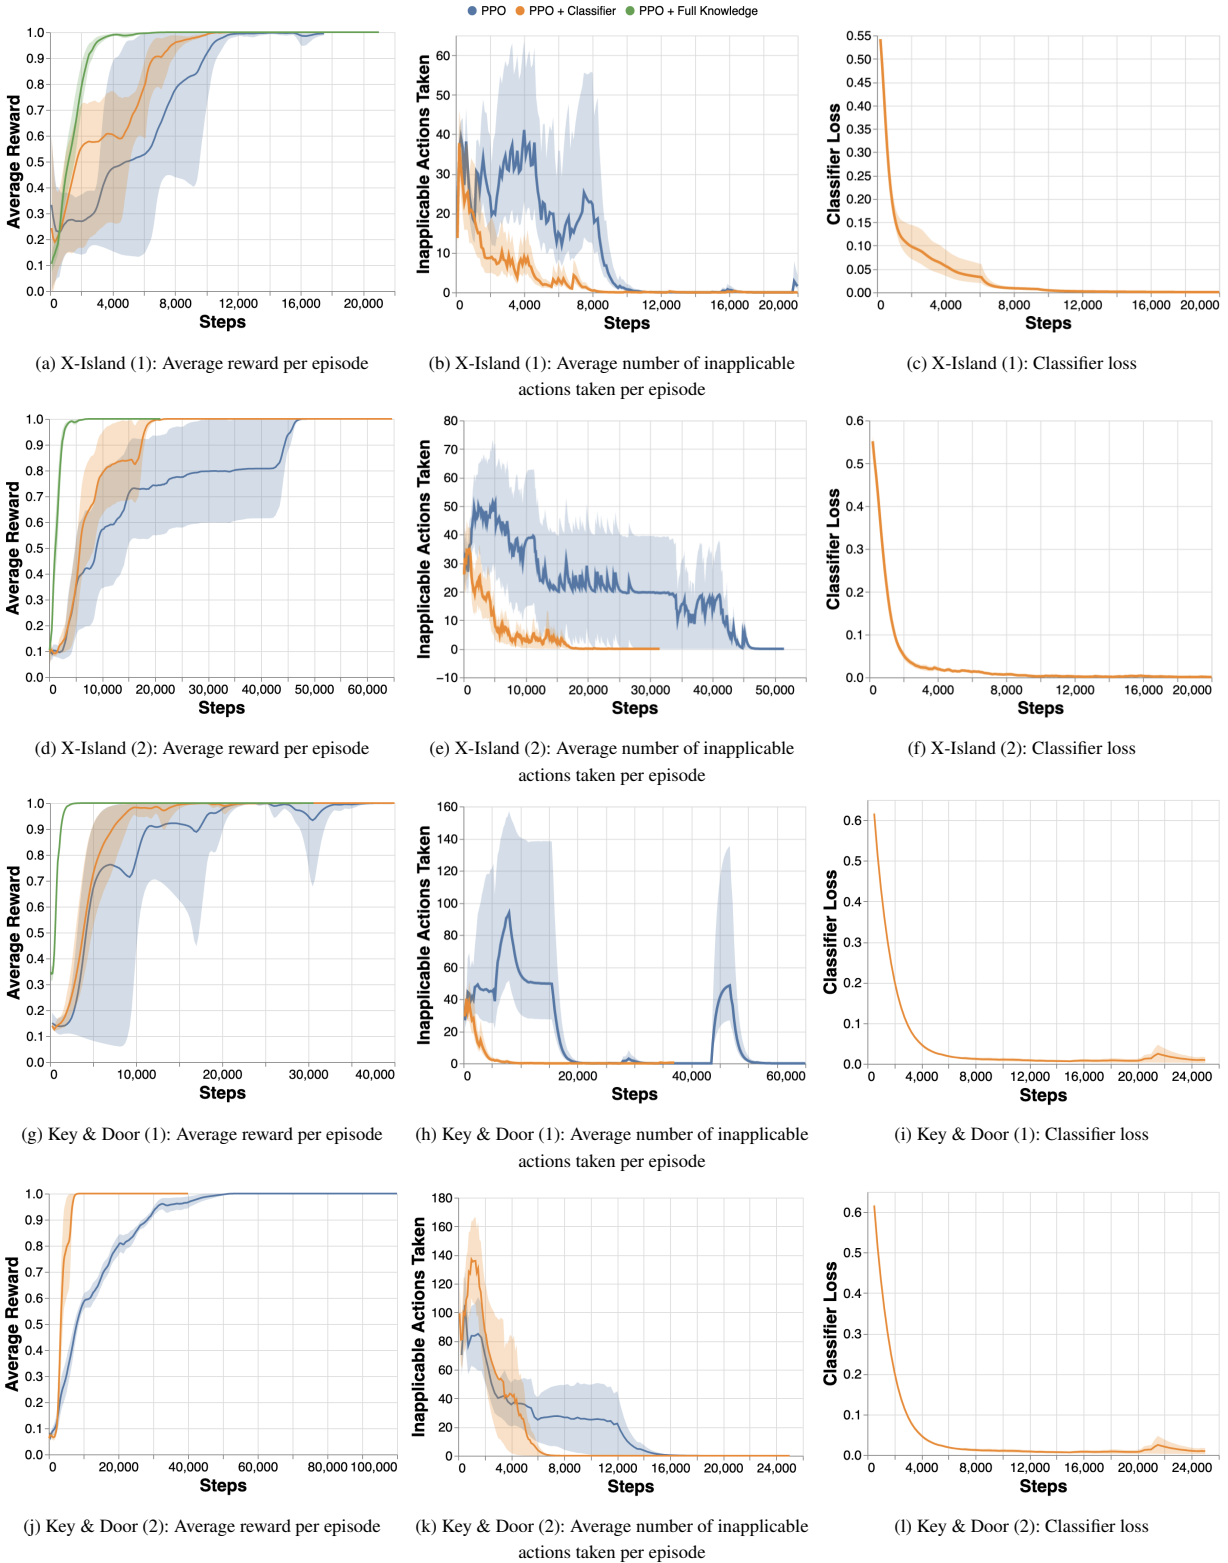 PPO PPO + Classifier PPO + Full Knowledge
Average Reward
1.0
0.9
0.8
0.7
0.6
0.5
0.4
0.3
0.2
0.1
0.0
0 4,000 8,000 12,000 16,000 20,000
Steps
Inapplicable Actions Taken
60
50
40
30
20
10
0
0 4,000 8,000 12,000 16,000 20,000
Steps
Classifier Loss
0.55
0.50
0.45
0.40
0.35
0.30
0.25
0.20
0.15
0.10
0.05
0.00
0 4,000 8,000 12,000 16,000 20,000
Steps
(a) X-Island (1): Average reward per episode
(b) X-Island (1): Average number of inapplicable
actions taken per episode
(c) X-Island (1): Classifier loss
Average Reward
1.0
0.9
0.8
0.7
0.6
0.5
0.4
0.3
0.2
0.1
0.0
0 10,000 20,000 30,000 40,000 60,000
Steps
Inapplicable Actions Taken
80
70
60
50
40
30
20
10
0
−10
0 10,000 20,000 30,000 40,000 50,000
Steps
Classifier Loss
0.6
0.5
0.4
0.3
0.2
0.1
0.0
0 4,000 8,000 12,000 16,000 20,000
Steps
(d) X-Island (2): Average reward per episode
(e) X-Island (2): Average number of inapplicable
actions taken per episode
(f) X-Island (2): Classifier loss
Average Reward
1.0
0.9
0.8
0.7
0.6
0.5
0.4
0.3
0.2
0.1
0.0
0 10,000 20,000 30,000 40,000
Steps
Inapplicable Actions Taken
160
140
120
100
80
60
40
20
0
0 20,000 40,000 60,000
Steps
Classifier Loss
0.6
0.5
0.4
0.3
0.2
0.1
0.0
0 4,000 8,000 12,000 16,000 20,000 24,000
Steps
(g) Key & Door (1): Average reward per episode
(h) Key & Door (1): Average number of inapplicable
actions taken per episode
(i) Key & Door (1): Classifier loss
Average Reward
1.0
0.9
0.8
0.7
0.6
0.5
0.4
0.3
0.2
0.1
0.0
0 20,000 40,000 60,000 80,000 100,000
Steps
Inapplicable Actions Taken
180
160
140
120
100
80
60
40
20
0
0 4,000 8,000 12,000 16,000 24,000
Steps
Classifier Loss
0.6
0.5
0.4
0.3
0.2
0.1
0.0
0 4,000 8,000 12,000 16,000 20,000 24,000
Steps
(j) Key & Door (2): Average reward per episode
(k) Key & Door (2): Average number of inapplicable
actions taken per episode
(l) Key & Door (2): Classifier loss